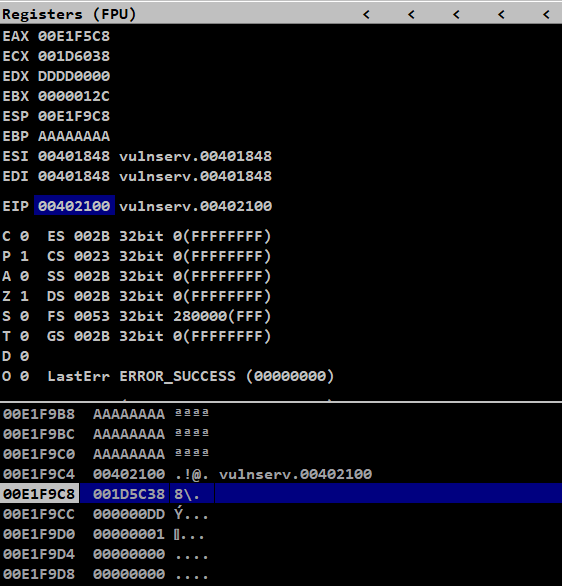 Registers (FPU) < < < < <
EAX 00E1F5C8
ECX 001D6038
EDX DDDD0000
EBX 0000012C
ESP 00E1F9C8
EBP AAAAAAAA
ESI 00401848 vulnserv.00401848
EDI 00401848 vulnserv.00401848
EIP 00402100 vulnserv.00402100
C 0 ES 002B 32bit 0(FFFFFFFF)
P 1 CS 0023 32bit 0(FFFFFFFF)
A 0 SS 002B 32bit 0(FFFFFFFF)
Z 1 DS 002B 32bit 0(FFFFFFFF)
S 0 FS 0053 32bit 280000(FFF)
T 0 GS 002B 32bit 0(FFFFFFFF)
D 0
O 0 LastErr ERROR_SUCCESS (00000000)
00E1F9B8 AAAAAAAA ªªªª
00E1F9BC AAAAAAAA ªªªª
00E1F9C0 AAAAAAAA ªªªª
00E1F9C4 00402100 .!@. vulnserv.00402100
00E1F9C8 001D5C38 8\.
00E1F9CC 000000DD Ý...
00E1F9D0 00000001 ...
00E1F9D4 00000000 ....
00E1F9D8 00000000 ....